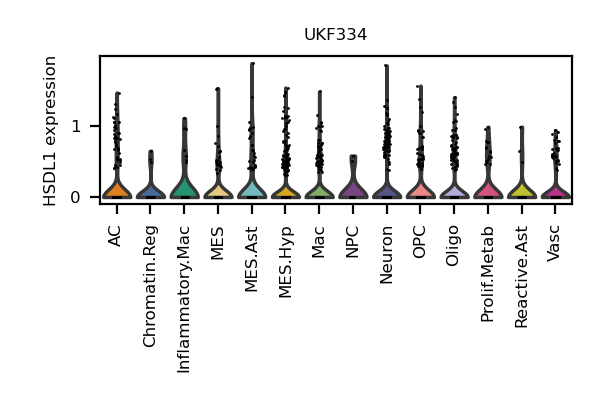 UKF334
HSDL1 expression
1
0
AC
Chromatin.Reg
Inflammatory.Mac
MES
MES.Ast
MES.Hyp
Mac
NPC
Neuron
OPC
Oligo
Prolif.Metab
Reactive.Ast
Vasc